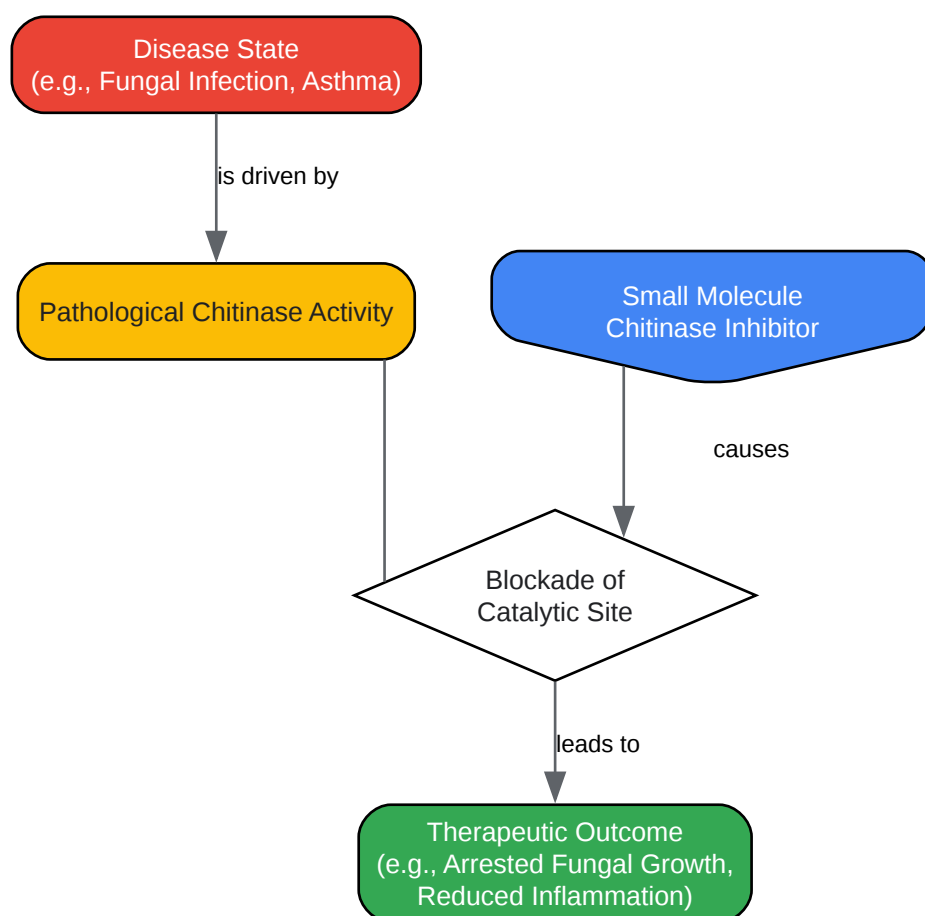 Disease State
(e.g., Fungal Infection, Asthma)
is driven by
Pathological Chitinase Activity
Small Molecule
Chitinase Inhibitor
causes
Blockade of
Catalytic Site
leads to
Therapeutic Outcome
(e.g., Arrested Fungal Growth,
Reduced Inflammation)